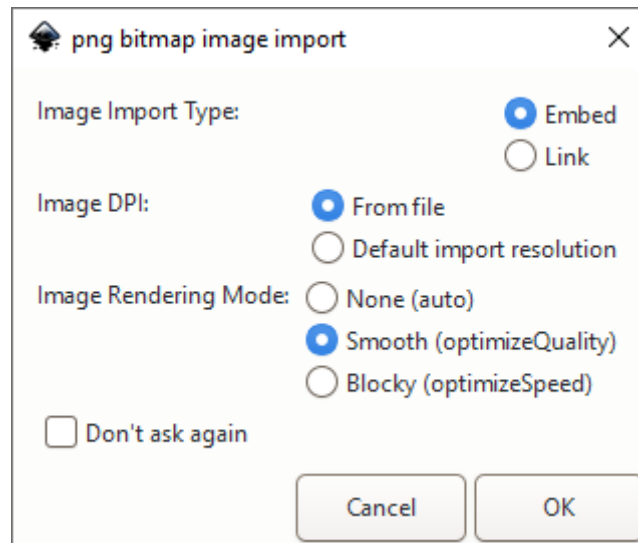 png bitmap image import
Image Import Type:
Embed
Link
Image DPI:
From file
Default import resolution
Image Rendering Mode:
None (auto)
Smooth (optimizeQuality)
Blocky (optimizeSpeed)
Don't ask again
Cancel
OK